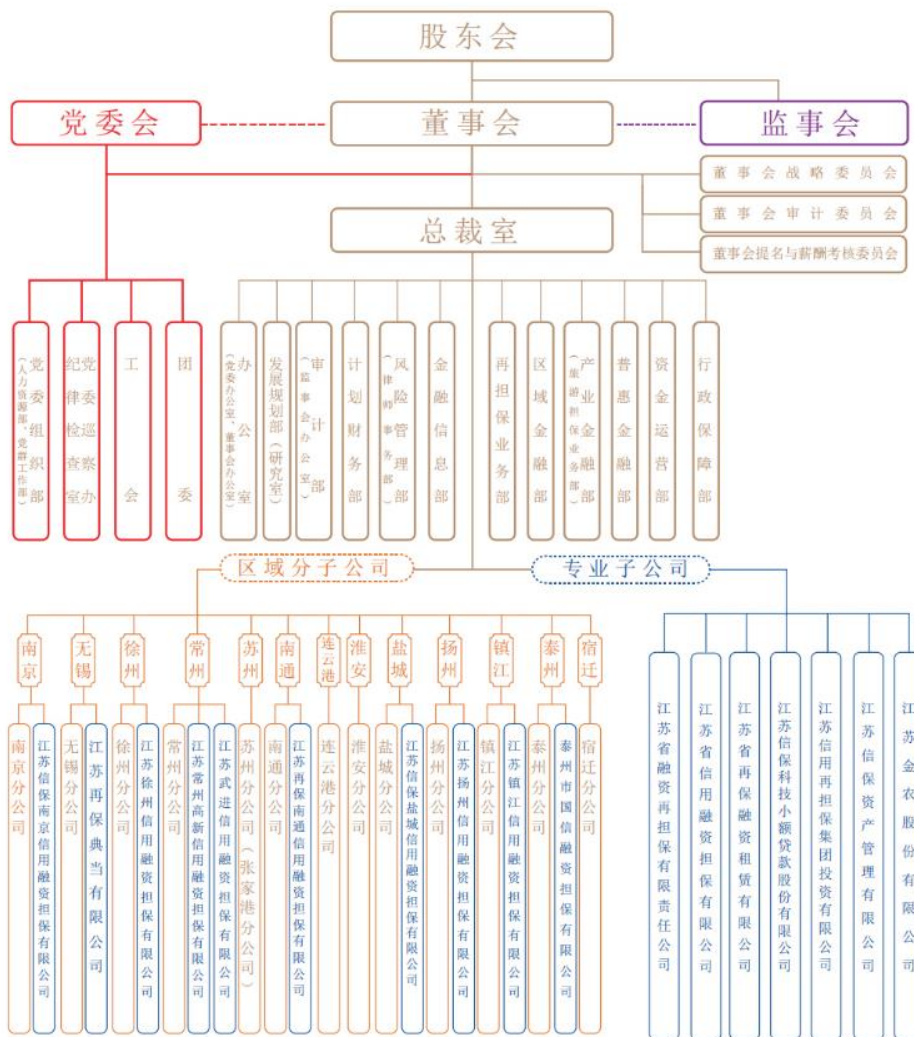 股东会
党委会
董事会
监事会
董事会战略委员会
董事会审计委员会
董事会提名与薪酬考核委员会
总裁室
党委组织部
(人力资源部、党群工作部)
党委巡察办
纪律检查室
工会
团委
办公室
(党委办公室、董事会办公室)
发展规划部(研究室)
审计部
(监事会办公室)
计划财务部
风险管理部
(法律事务部)
金融信息部
再担保业务部
区域金融部
产业金融部
(旅游担保业务部)
普惠金融部
资金运营部
行政保障部
区域分子公司
专业子公司
南京
无锡
徐州
常州
苏州
南通
连云港
淮安
盐城
扬州
镇江
泰州
宿迁
南京分公司
江苏信保南京信用融资担保有限公司
无锡分公司
江苏再保典当有限公司
徐州分公司
江苏徐州信用融资担保有限公司
常州分公司
江苏常州高新信用融资担保有限公司
江苏武进信用融资担保有限公司
苏州分公司(张家港分公司)
南通分公司
江苏再保南通信用融资担保有限公司
连云港分公司
淮安分公司
盐城分公司
江苏信保盐城信用融资担保有限公司
扬州分公司
江苏扬州信用融资担保有限公司
镇江分公司
江苏镇江信用融资担保有限公司
泰州分公司
泰州市国信融资担保有限公司
宿迁分公司
江苏省融资再担保有限责任公司
江苏省信用融资担保有限公司
江苏省再保融资租赁有限公司
江苏信保科技小额贷款股份有限公司
江苏信用再担保集团投资有限公司
江苏信保资产管理有限公司
江苏金农股份有限公司